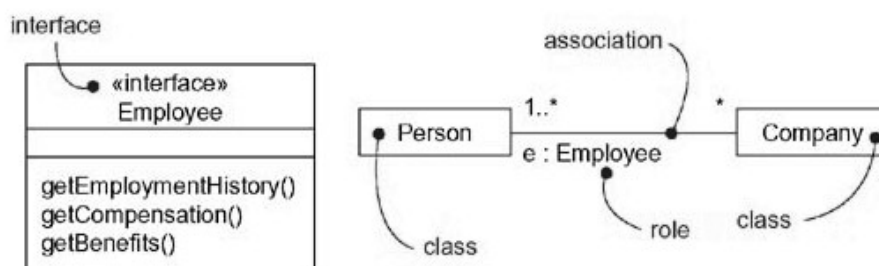 interface
«interface»
Employee
getEmploymentHistory()
getCompensation()
getBenefits()
association
1..*
*
Person
Company
e : Employee
class
role
class